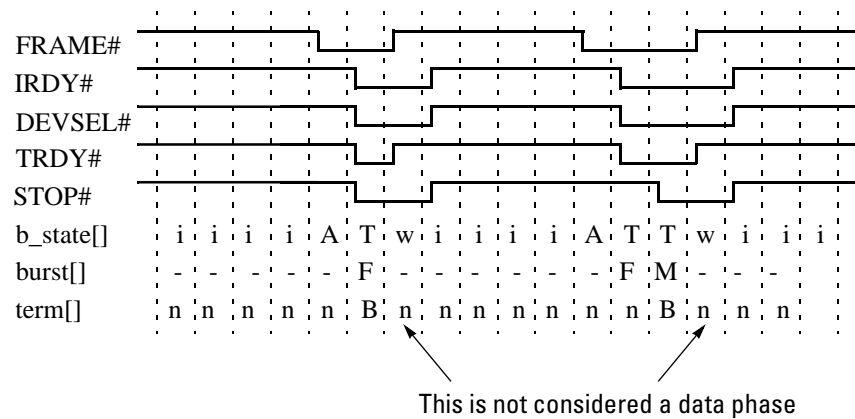 FRAME#
IRDY#
DEVSEL#
TRDY#
STOP#
b_state[] i i i i A T w i i i i A T T w i i i
burst[] - - - - - F - - - - - - F M - - -
term[] n n n n n B n n n n n n n B n n n
This is not considered a data phase